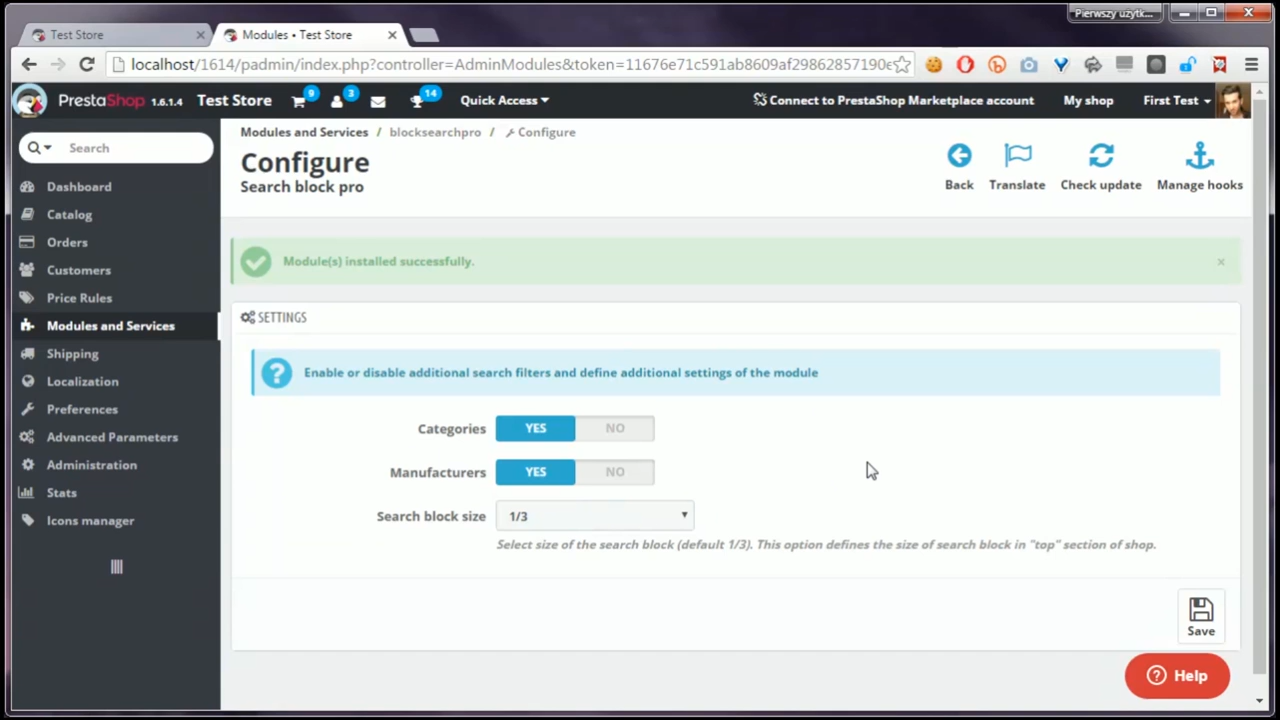 Pierwszy użytk...
Test Store
Modules • Test Store
localhost/1614/padmin/index.php?controller=AdminModules&token=11676e71c591ab8609af29862857190e
PrestaShop 1.6.1.4 Test Store 9 3 14 Quick Access Connect to PrestaShop Marketplace account My shop First Test
Search
Dashboard
Catalog
Orders
Customers
Price Rules
Modules and Services
Shipping
Localization
Preferences
Advanced Parameters
Administration
Stats
Icons manager
Modules and Services / blocksearchpro / Configure
Configure
Search block pro
Back Translate Check update Manage hooks
Module(s) installed successfully.
SETTINGS
Enable or disable additional search filters and define additional settings of the module
Categories YES NO
Manufacturers YES NO
Search block size 1/3
Select size of the search block (default 1/3). This option defines the size of search block in "top" section of shop.
Save
Help